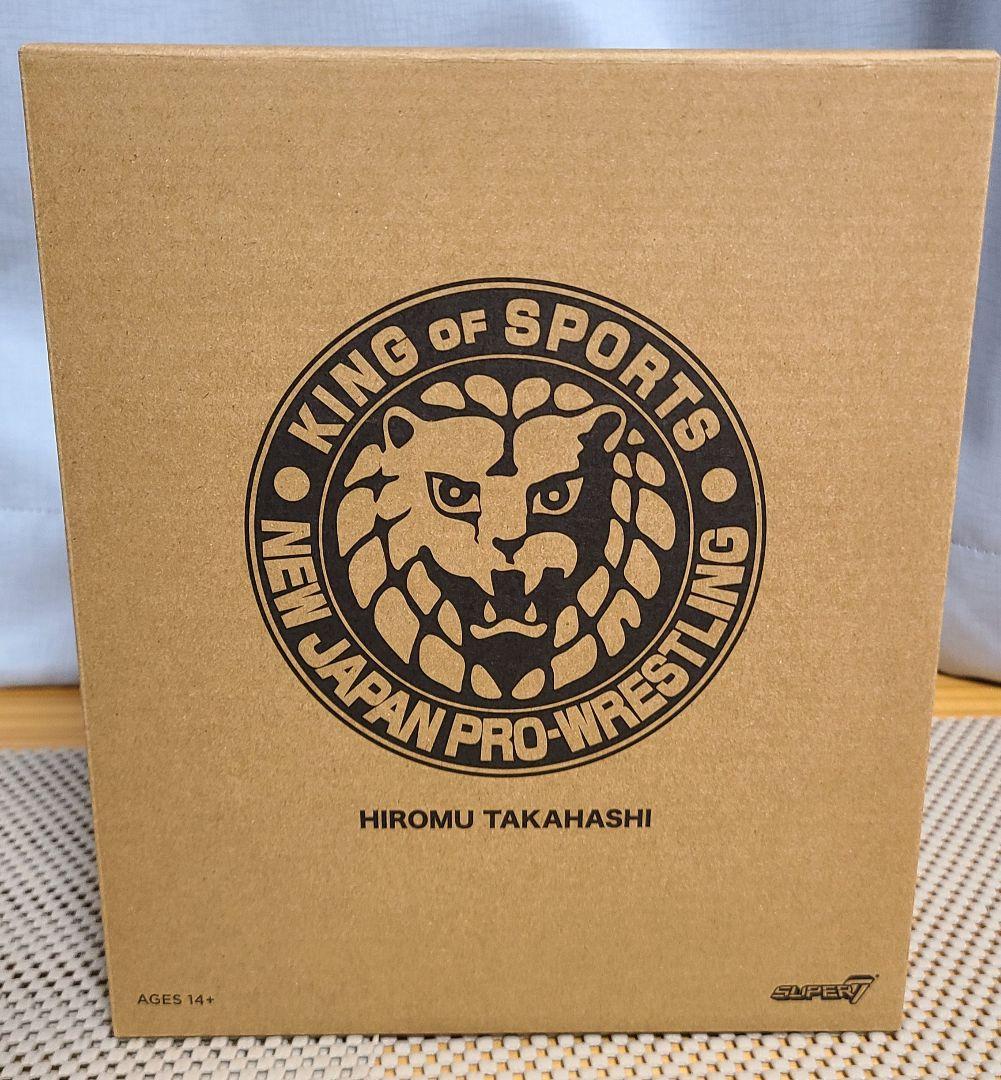 KING OF SPORTS
NEW JAPAN PRO-WRESTLING
HIROMU TAKAHASHI
AGES 14+
SUPER7